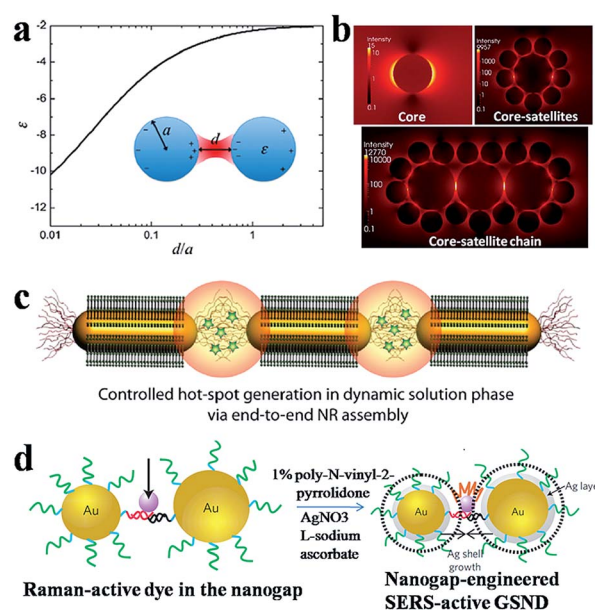 a
-2
-4
-6
-8
-10
-12
ε
0.01
0.1
1
d/a
a
d
ε
b
Intensity
15
10
1
0.1
Core
Intensity
9957
1000
100
10
0.1
Core-satellites
Intensity
12770
10000
100
1
0.1
Core-satellite chain
c
Controlled hot-spot generation in dynamic solution phase
via end-to-end NR assembly
d
Au
Au
1% poly-N-vinyl-2-
pyrrolidone
AgNO3
L-sodium
ascorbate
Au
Au
Ag layer
Ag shell
growth
Raman-active dye in the nanogap
Nanogap-engineered
SERS-active GSND